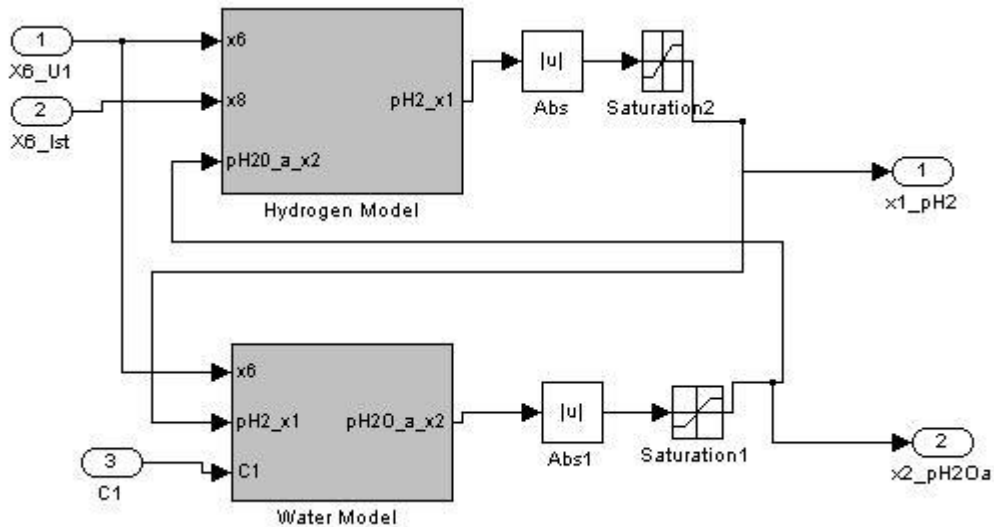 1
X6_U1
2
X6_Ist
x6
x8
pH20_a_x2
pH2_x1
Hydrogen Model
|u|
Abs
Saturation2
1
x1_pH2
x6
pH2_x1
C1
pH2O_a_x2
Water Model
3
C1
|u|
Abs1
Saturation1
2
x2_pH2Oa